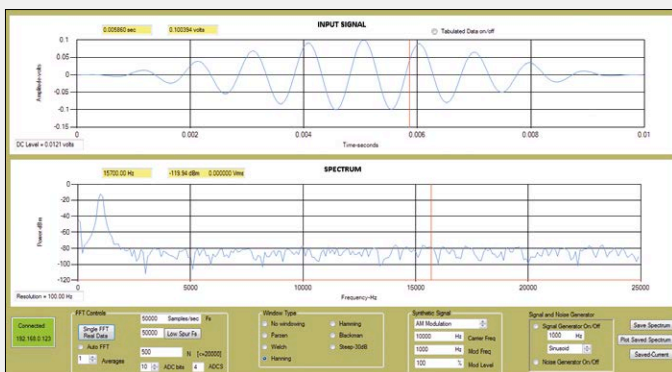 INPUT SIGNAL
0.005860 sec
0.100394 volts
Tabulated Data on/off
Amplitude-volts
0.1
0.05
0
-0.05
-0.1
-0.15
0 0.002 0.004 0.006 0.008 0.01
Time-seconds
DC Level = 0.0121 volts
SPECTRUM
15700.00 Hz
-119.94 dBm 0.000000 Vrms
Power-dBm
0
-20
-40
-60
-80
-100
-120
0 5000 10000 15000 20000 25000
Frequency-Hz
Resolution = 100.00 Hz
Connected
192.168.0.123
FFT Controls
Single FFT
Real Data
Auto FFT
1 Averages
50000 Samples/sec Fs
50000 Low Spur Fs
500 N [<=20000]
10 ADC bits 4 ADCS
Window Type
No windowing
Hamming
Parzen
Blackman
Welch
Steep-30dB
Hanning
Synthetic Signal
AM Modulation
10000 Hz Carrier Freq
1000 Hz Mod Freq
100 % Mod Level
Signal and Noise Generator
Signal Generator On/Off
1000 Hz
Sinusoid
Noise Generator On/Off
Save Spectrum
Plot Saved Spectrum
Saved-Current